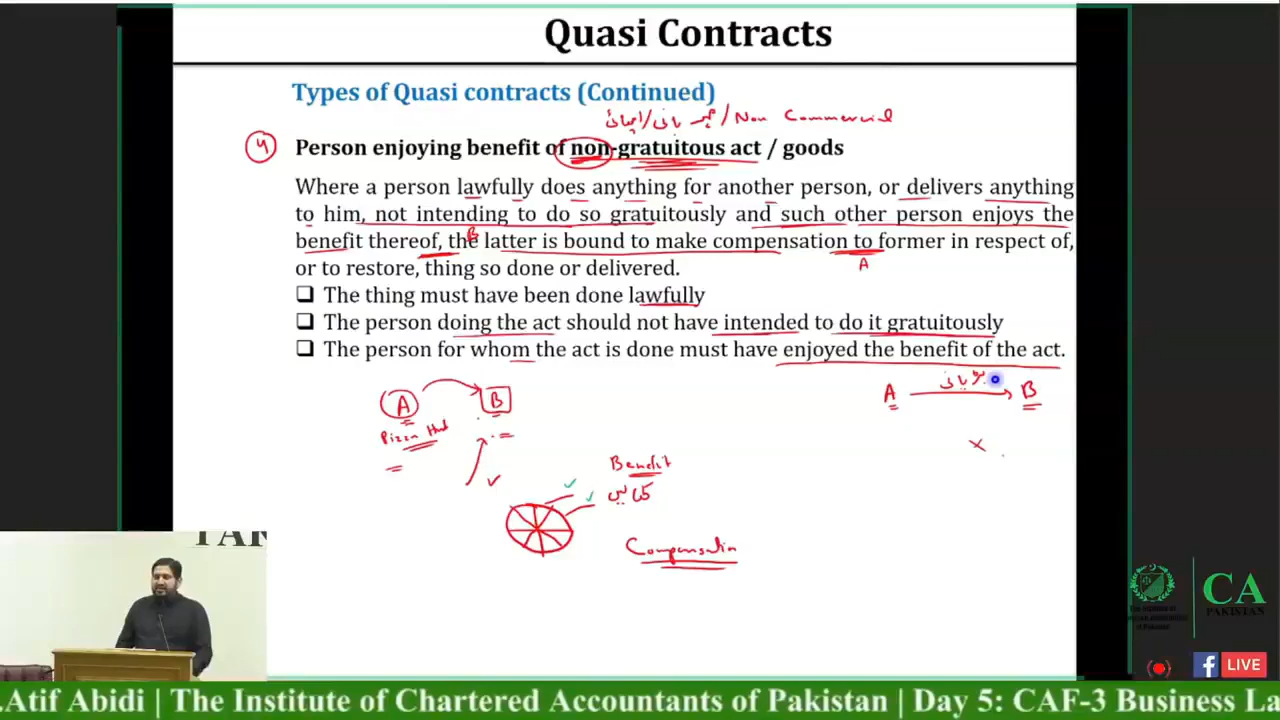 Quasi Contracts
Types of Quasi contracts (Continued)
/ Non Commercial
4 Person enjoying benefit of non-gratuitous act / goods
Where a person lawfully does anything for another person, or delivers anything
to him, not intending to do so gratuitously and such other person enjoys the
B
benefit thereof, the latter is bound to make compensation to former in respect of,
A
or to restore, thing so done or delivered.
❑ The thing must have been done lawfully
❑ The person doing the act should not have intended to do it gratuitously
❑ The person for whom the act is done must have enjoyed the benefit of the act.
A B
Pizza Hut
A B
Benefit
Compensation
CA
PAKISTAN
LIVE
.Atif Abidi | The Institute of Chartered Accountants of Pakistan | Day 5: CAF-3 Business La